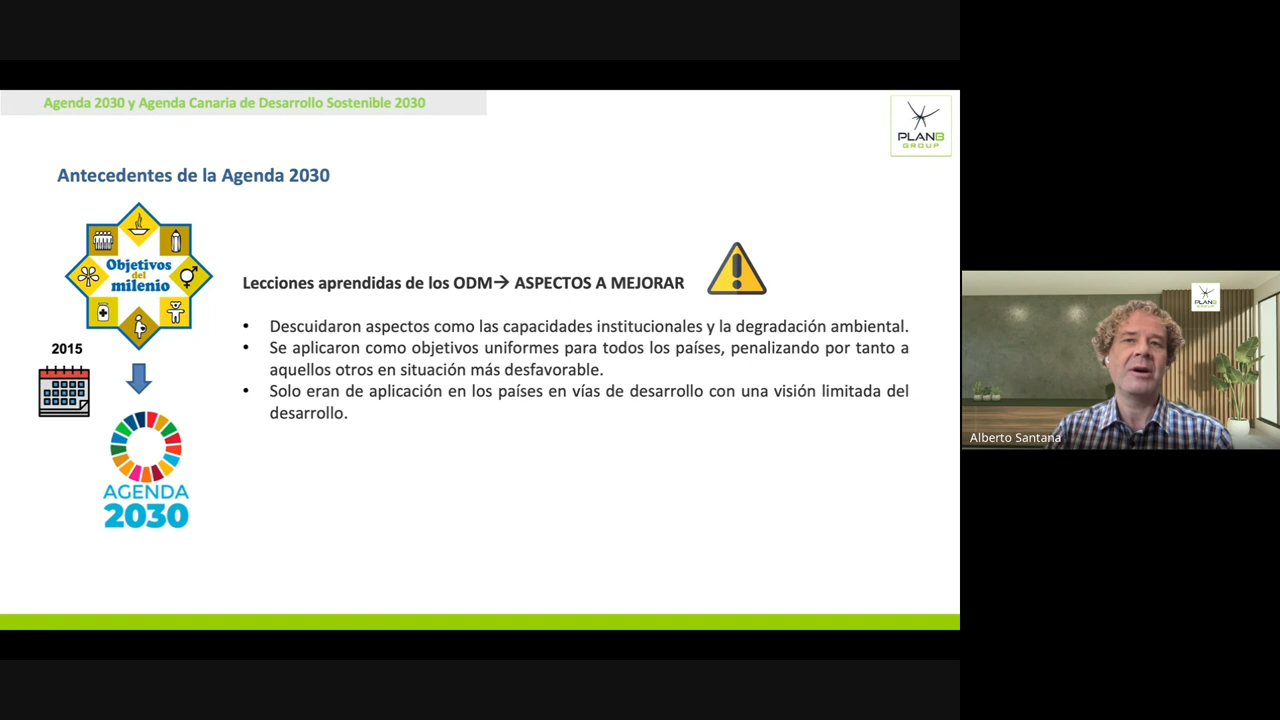 Agenda 2030 y Agenda Canaria de Desarrollo Sostenible 2030
PLANB
GROUP
Antecedentes de la Agenda 2030
Objetivos
del
milenio
Lecciones aprendidas de los ODM→ ASPECTOS A MEJORAR
• Descuidaron aspectos como las capacidades institucionales y la degradación ambiental.
• Se aplicaron como objetivos uniformes para todos los países, penalizando por tanto a
aquellos otros en situación más desfavorable.
• Solo eran de aplicación en los países en vías de desarrollo con una visión limitada del
desarrollo.
2015
AGENDA
2030
PLANB
GROUP
Alberto Santana